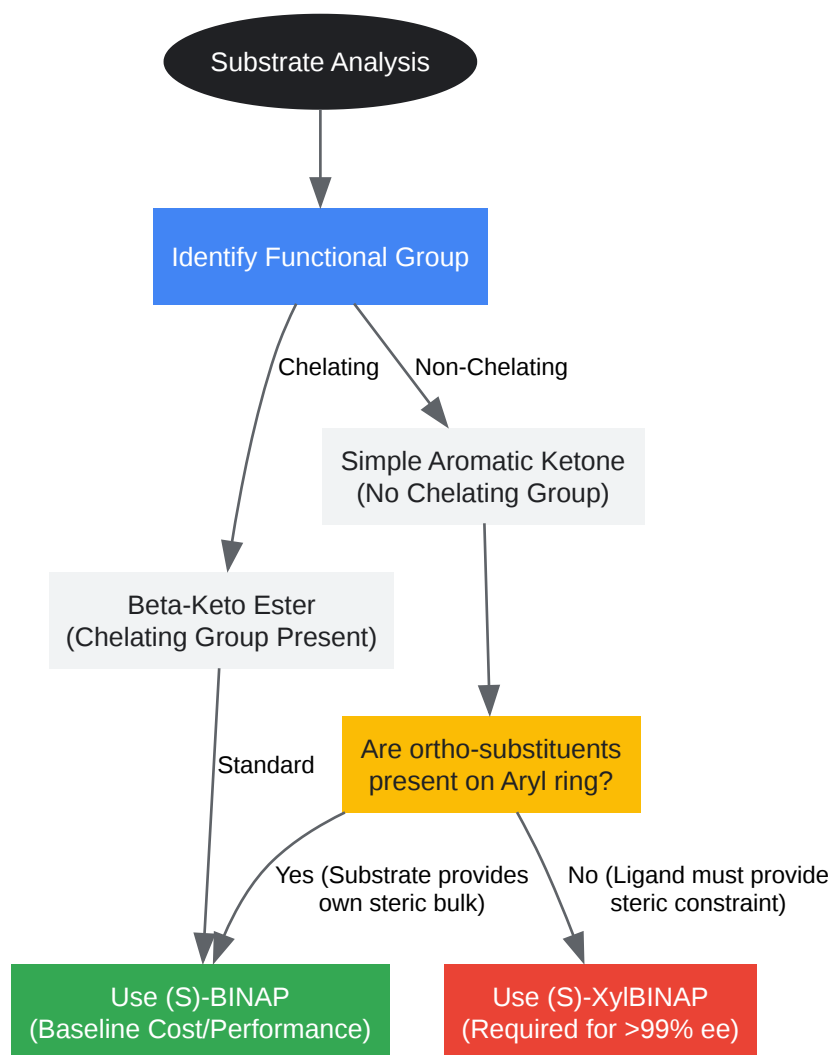 Substrate Analysis
Identify Functional Group
Chelating
Non-Chelating
Simple Aromatic Ketone
(No Chelating Group)
Beta-Keto Ester
(Chelating Group Present)
Standard
Are ortho-substituents
present on Aryl ring?
Yes (Substrate provides
own steric bulk)
No (Ligand must provide
steric constraint)
Use (S)-BINAP
(Baseline Cost/Performance)
Use (S)-XylBINAP
(Required for >99% ee)